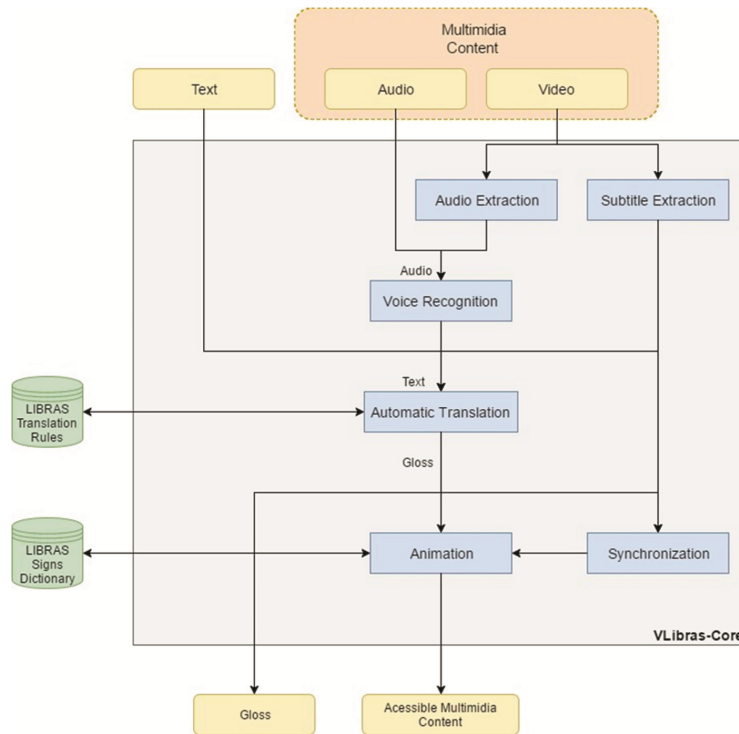 Multimidia
Content
Text
Audio
Video
Audio Extraction
Subtitle Extraction
Audio
Voice Recognition
Text
LIBRAS
Translation
Rules
Automatic Translation
Gloss
LIBRAS
Signs
Dictionary
Animation
Synchronization
VLibras-Core
Gloss
Acessible Multimidia
Content